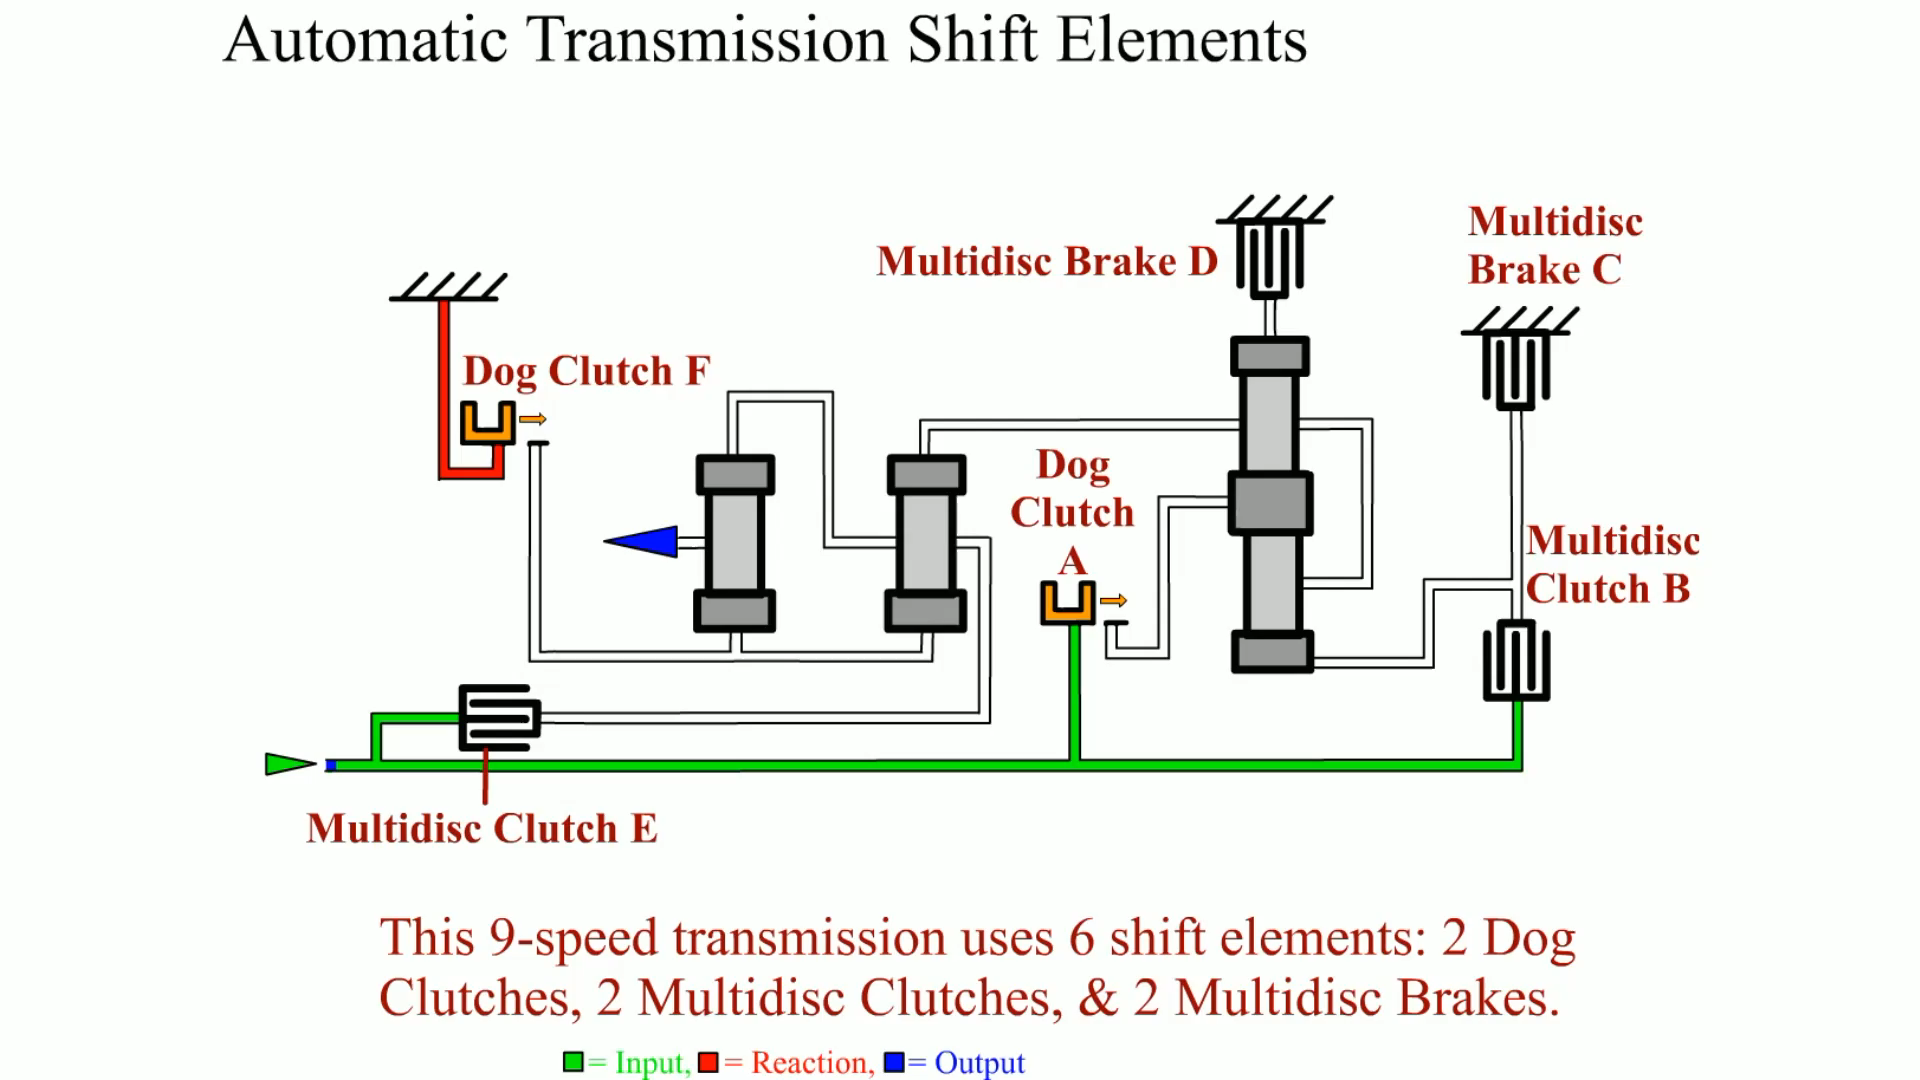 Automatic Transmission Shift Elements
Multidisc
Brake C
Multidisc Brake D
Dog Clutch F
Dog
Clutch
A
Multidisc
Clutch B
Multidisc Clutch E
This 9-speed transmission uses 6 shift elements: 2 Dog
Clutches, 2 Multidisc Clutches, & 2 Multidisc Brakes.
= Input, = Reaction, = Output